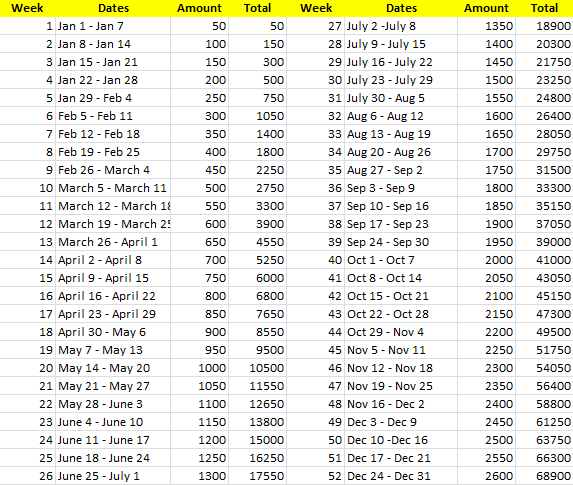 Week Dates Amount Total Week Dates Amount Total
1 Jan 1 - Jan 7 50 50 27 July 2 -July 8 1350 18900
2 Jan 8 - Jan 14 100 150 28 July 9 - July 15 1400 20300
3 Jan 15 - Jan 21 150 300 29 July 16 - July 22 1450 21750
4 Jan 22 - Jan 28 200 500 30 July 23 - July 29 1500 23250
5 Jan 29 - Feb 4 250 750 31 July 30 - Aug 5 1550 24800
6 Feb 5 - Feb 11 300 1050 32 Aug 6 - Aug 12 1600 26400
7 Feb 12 - Feb 18 350 1400 33 Aug 13 - Aug 19 1650 28050
8 Feb 19 - Feb 25 400 1800 34 Aug 20 - Aug 26 1700 29750
9 Feb 26 - March 4 450 2250 35 Aug 27 - Sep 2 1750 31500
10 March 5 - March 11 500 2750 36 Sep 3 - Sep 9 1800 33300
11 March 12 - March 18 550 3300 37 Sep 10 - Sep 16 1850 35150
12 March 19 - March 25 600 3900 38 Sep 17 - Sep 23 1900 37050
13 March 26 - April 1 650 4550 39 Sep 24 - Sep 30 1950 39000
14 April 2 - April 8 700 5250 40 Oct 1 - Oct 7 2000 41000
15 April 9 - April 15 750 6000 41 Oct 8 - Oct 14 2050 43050
16 April 16 - April 22 800 6800 42 Oct 15 - Oct 21 2100 45150
17 April 23 - April 29 850 7650 43 Oct 22 - Oct 28 2150 47300
18 April 30 - May 6 900 8550 44 Oct 29 - Nov 4 2200 49500
19 May 7 - May 13 950 9500 45 Nov 5 - Nov 11 2250 51750
20 May 14 - May 20 1000 10500 46 Nov 12 - Nov 18 2300 54050
21 May 21 - May 27 1050 11550 47 Nov 19 - Nov 25 2350 56400
22 May 28 - June 3 1100 12650 48 Nov 16 - Dec 2 2400 58800
23 June 4 - June 10 1150 13800 49 Dec 3 - Dec 9 2450 61250
24 June 11 - June 17 1200 15000 50 Dec 10 -Dec 16 2500 63750
25 June 18 - June 24 1250 16250 51 Dec 17 - Dec 21 2550 66300
26 June 25 - July 1 1300 17550 52 Dec 24 - Dec 31 2600 68900